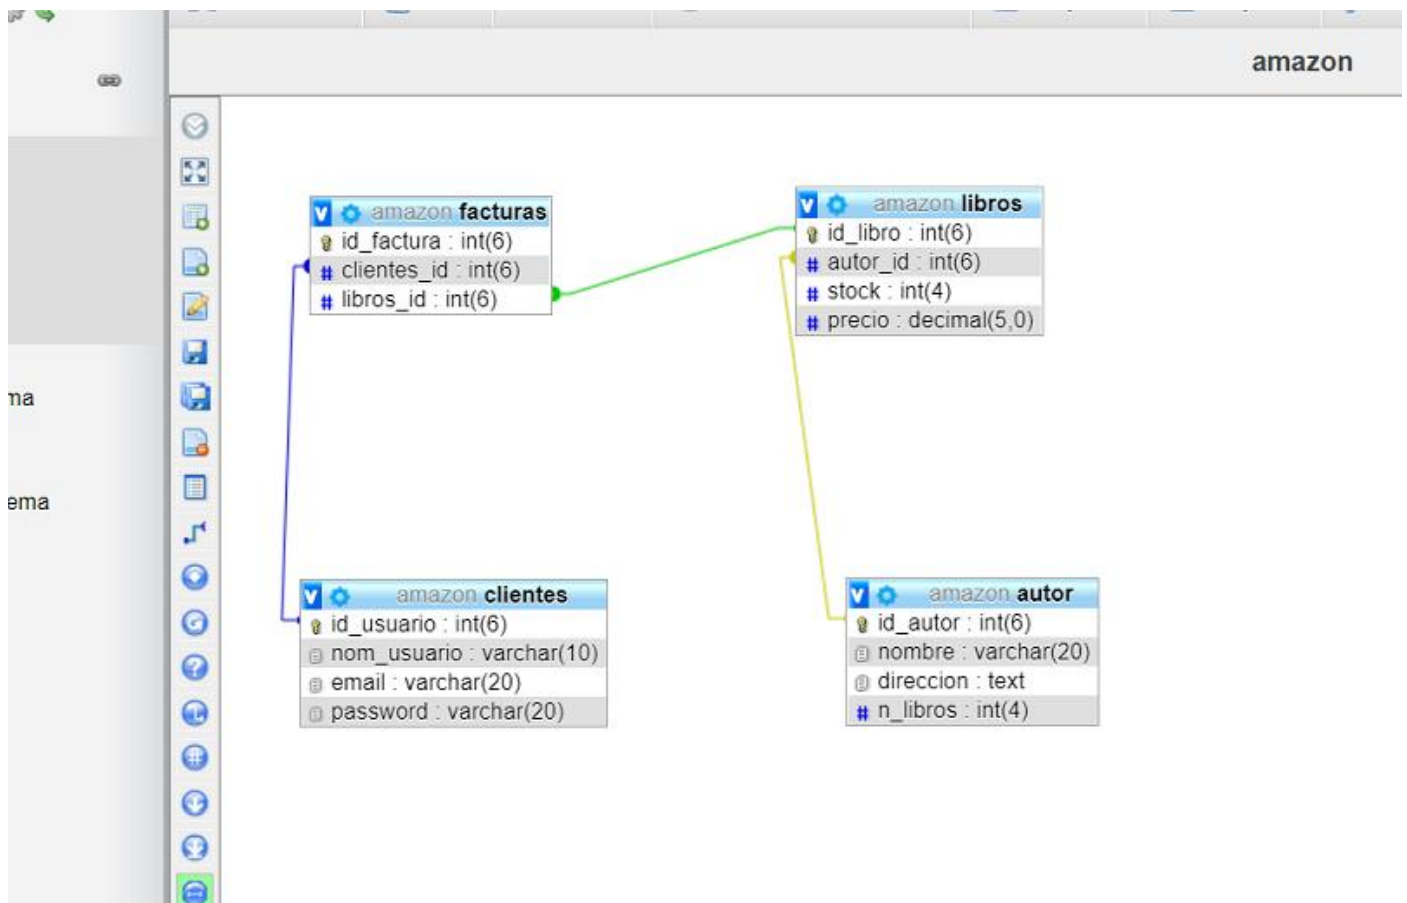 amazon
amazon facturas
id_factura : int(6)
clientes_id : int(6)
libros_id : int(6)
amazon libros
id_libro : int(6)
autor_id : int(6)
stock : int(4)
precio : decimal(5,0)
ma
ema
amazon clientes
id_usuario : int(6)
nom_usuario : varchar(10)
email : varchar(20)
password : varchar(20)
amazon autor
id_autor : int(6)
nombre : varchar(20)
direccion : text
n_libros : int(4)